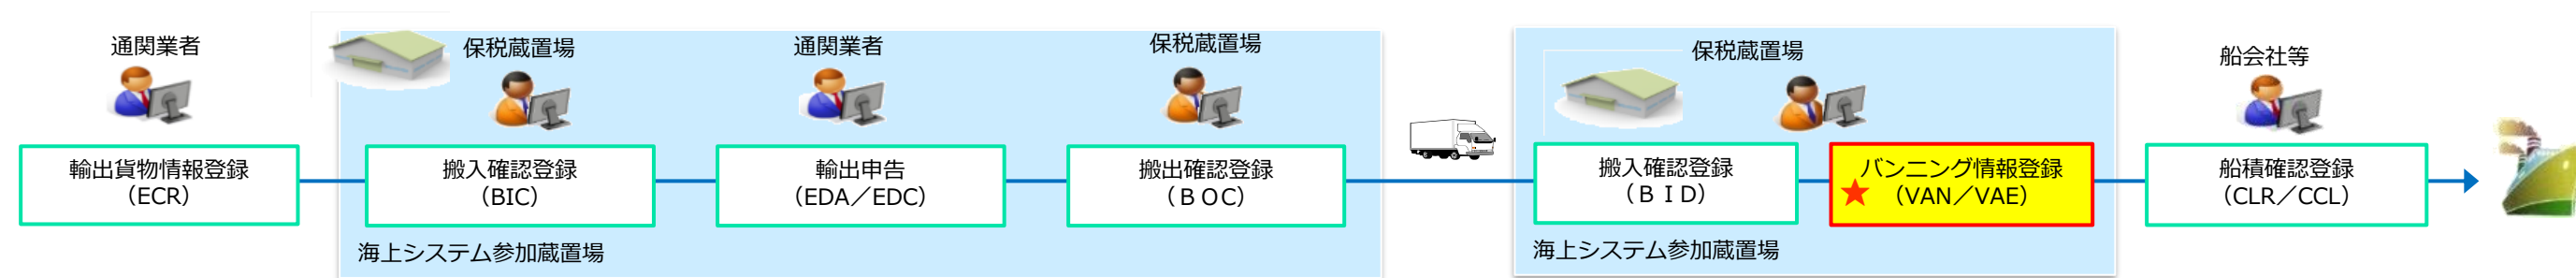 通関業者
輸出貨物情報登録
（ECR）
保税蔵置場
搬入確認登録
（BIC）
通関業者
輸出申告
（EDA／EDC）
保税蔵置場
搬出確認登録
（ＢＯＣ）
海上システム参加蔵置場
保税蔵置場
搬入確認登録
（ＢＩＤ）
バンニング情報登録
（VAN／VAE）
海上システム参加蔵置場
船会社等
船積確認登録
（CLR／CCL）